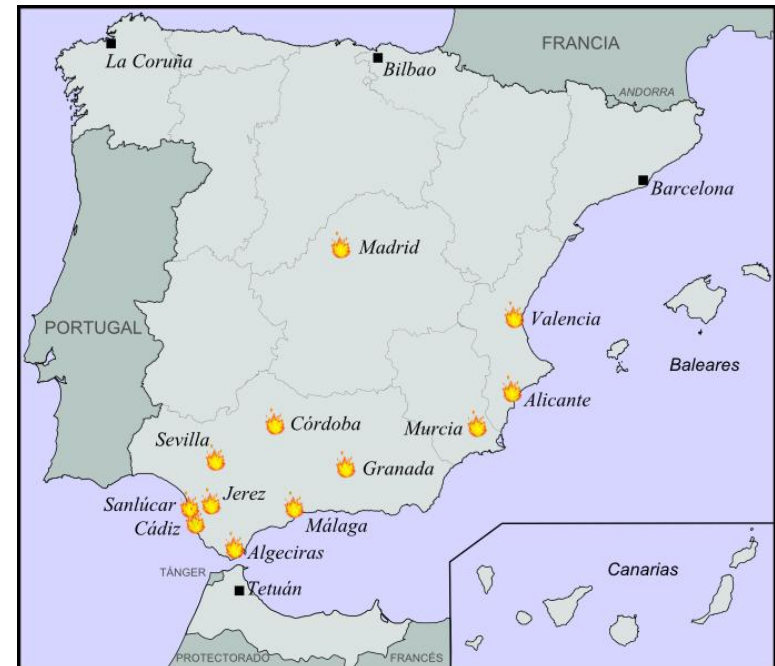 FRANCIA
La Coruña
Bilbao
ANDORRA
Barcelona
Madrid
PORTUGAL
Valencia
Baleares
Alicante
Córdoba
Murcia
Sevilla
Granada
Sanlúcar
Jerez
Cádiz
Málaga
Algeciras
TÁNGER
Tetuán
Canarias
PROTECTORADO
FRANCÉS